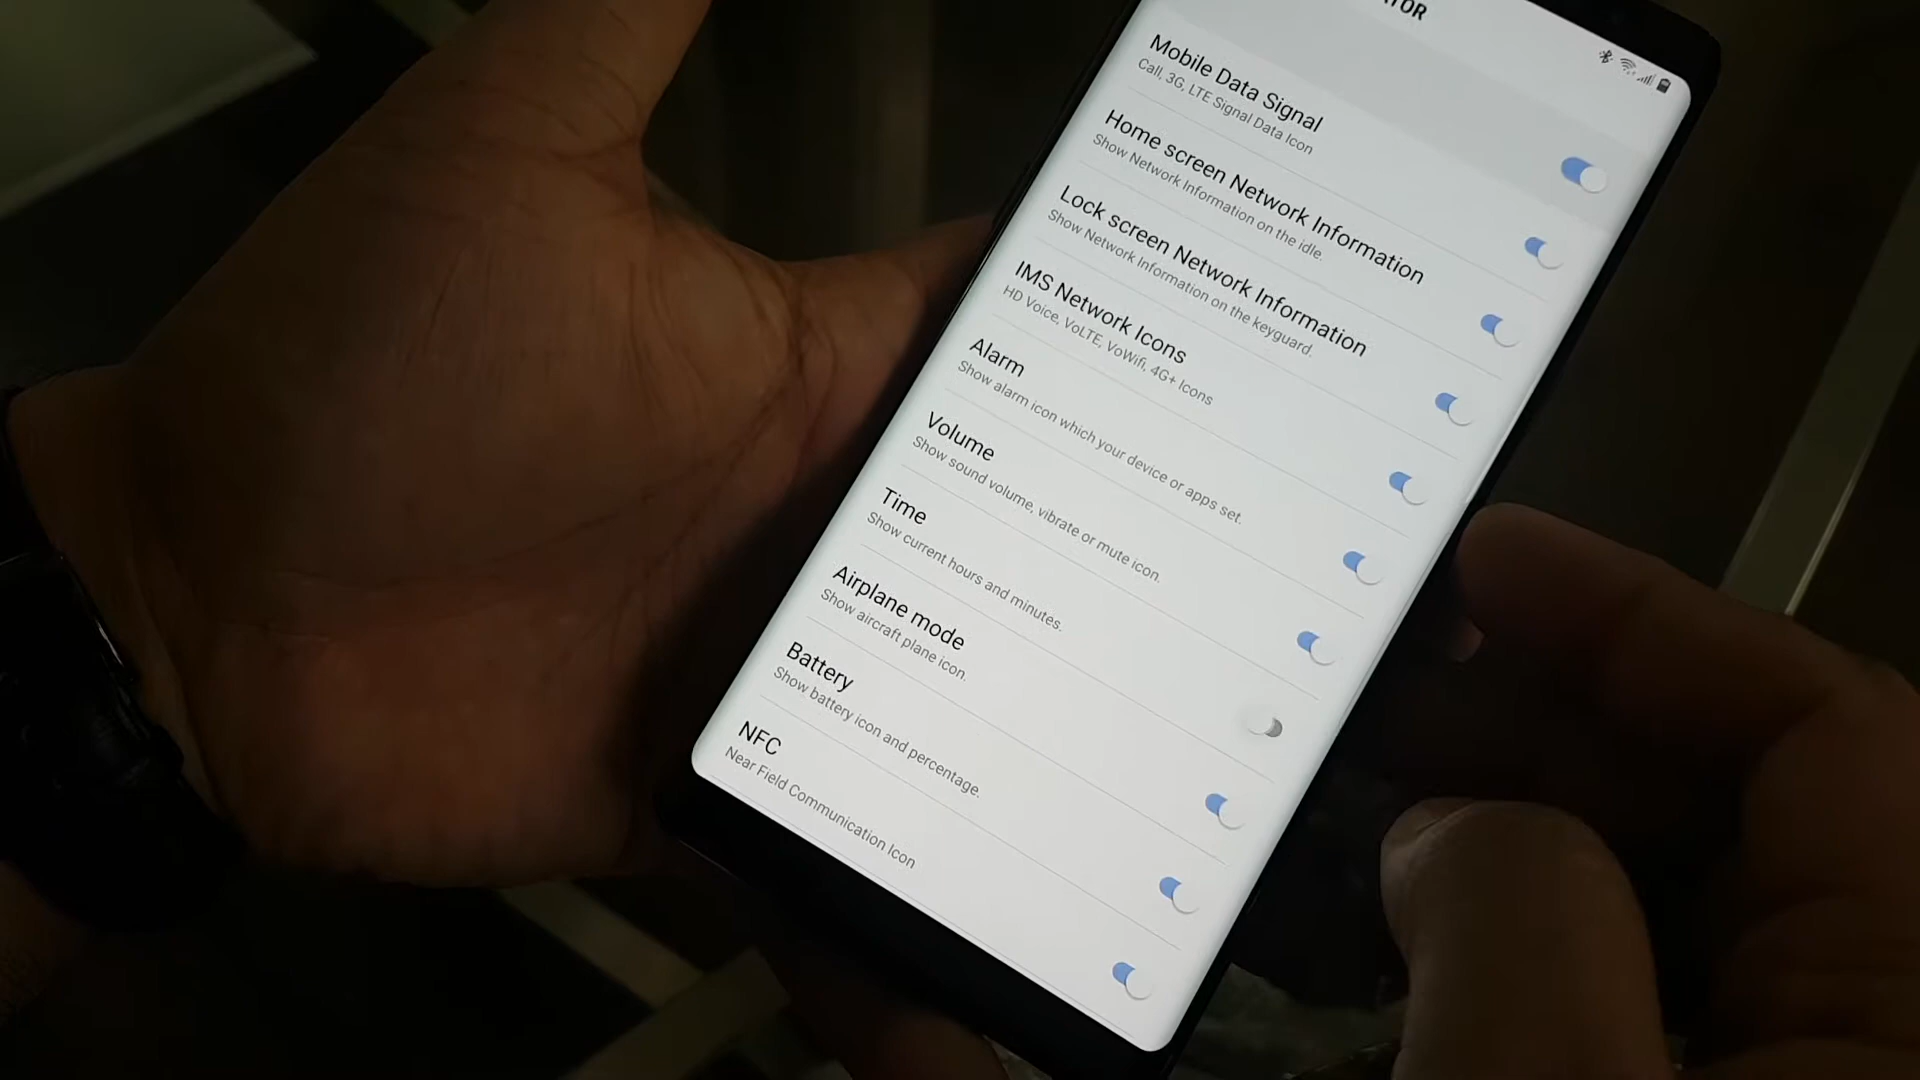 Mobile Data Signal
Call, 3G, LTE Signal Data Icon
Home screen Network Information
Show Network Information on the idle.
Lock screen Network Information
Show Network Information on the keyguard.
IMS Network Icons
HD Voice, VoLTE, VoWifi, 4G+ Icons
Alarm
Show alarm icon which your device or apps set.
Volume
Show sound volume, vibrate or mute icon.
Time
Show current hours and minutes.
Airplane mode
Show aircraft plane icon.
Battery
Show battery icon and percentage.
NFC
Near Field Communication Icon